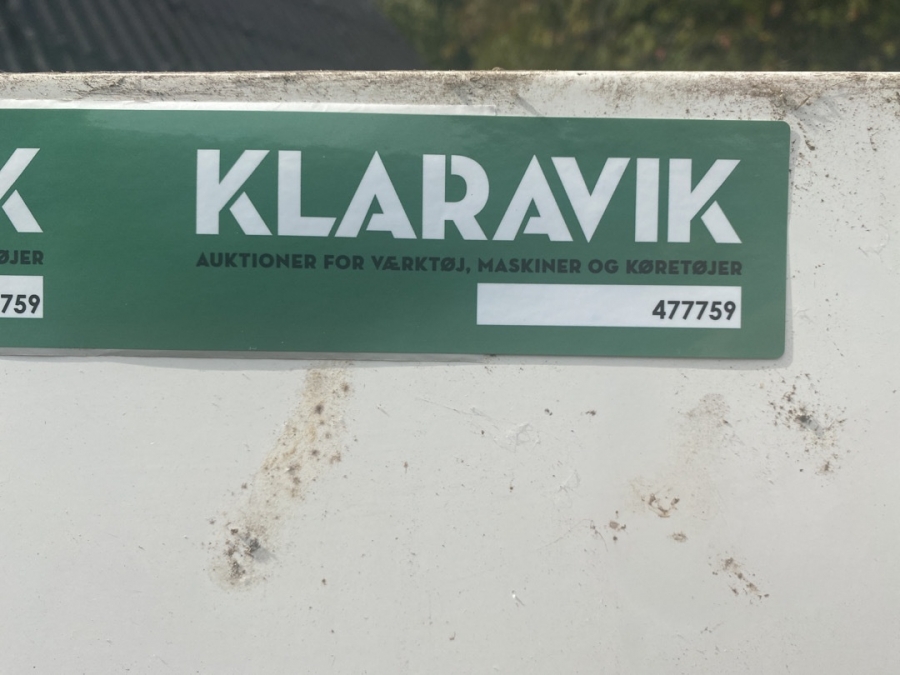 KLARAVIK
AUKTIONER FOR VÆRKTØJ, MASKINER OG KØRETØJER
477759